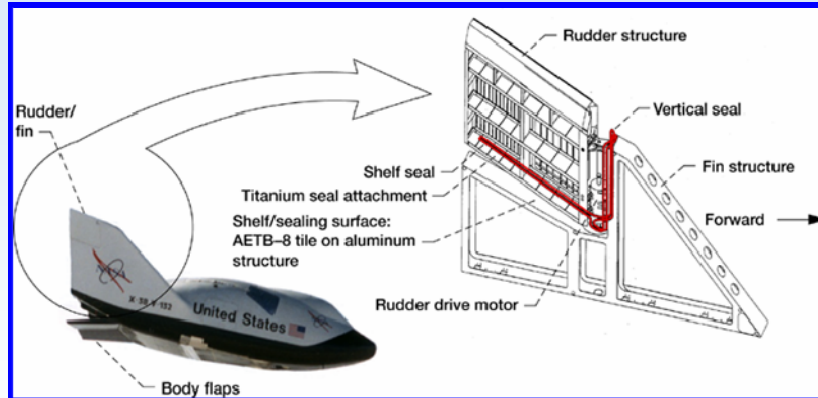 Rudder structure
Rudder/
fin
Vertical seal
Shelf seal
Fin structure
Titanium seal attachment
Shelf/sealing surface:
AETB–8 tile on aluminum
structure
Forward
Rudder drive motor
NASA
United States
Body flaps